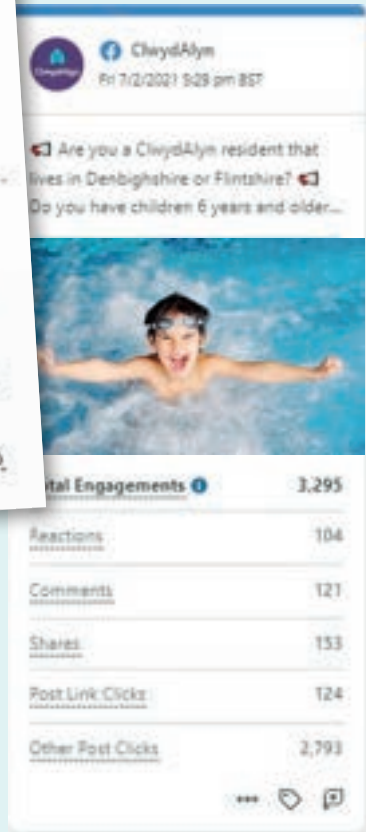 ClwydAlyn
Fri 7/2/2021 5:29 pm BST
Are you a ClwydAlyn resident that
lives in Denbighshire or Flintshire?
Do you have children 6 years and older...
Total Engagements 3,295
Reactions 104
Comments 121
Shares 153
Post Link Clicks 124
Other Post Clicks 2,793